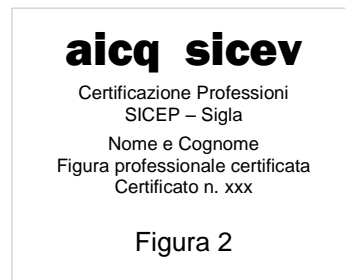 aicq sicev
Certificazione Professioni
SICEP – Sigla
Nome e Cognome
Figura professionale certificata
Certificato n. xxx
Figura 2